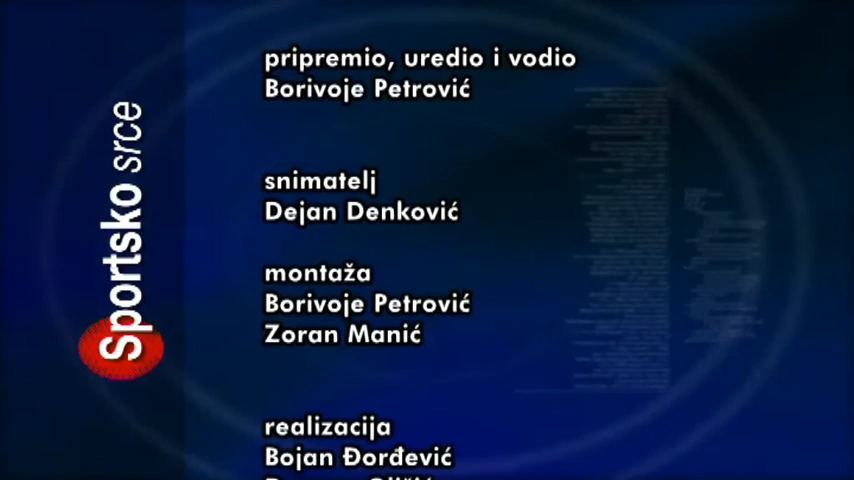 Sportsko srce
pripremio, uredio i vodio
Borivoje Petrović
snimatelj
Dejan Denković
montaža
Borivoje Petrović
Zoran Manić
realizacija
Bojan Đorđević